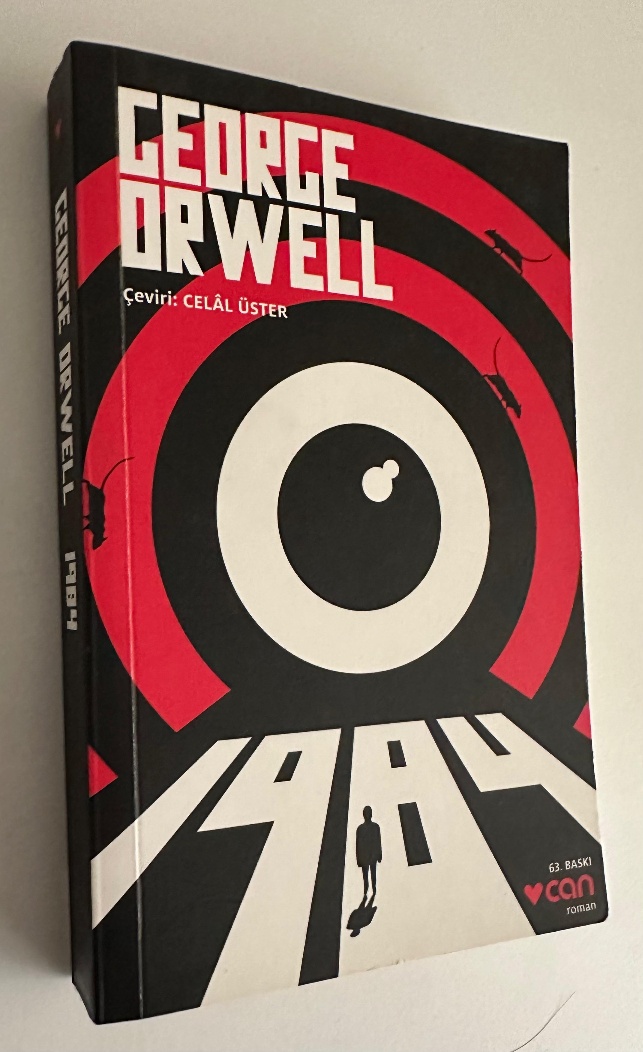 GEORGE
ORWELL
Çeviri: CELÂL ÜSTER
GEORGE ORWELL 1984
1984
63. BASKI
can
roman